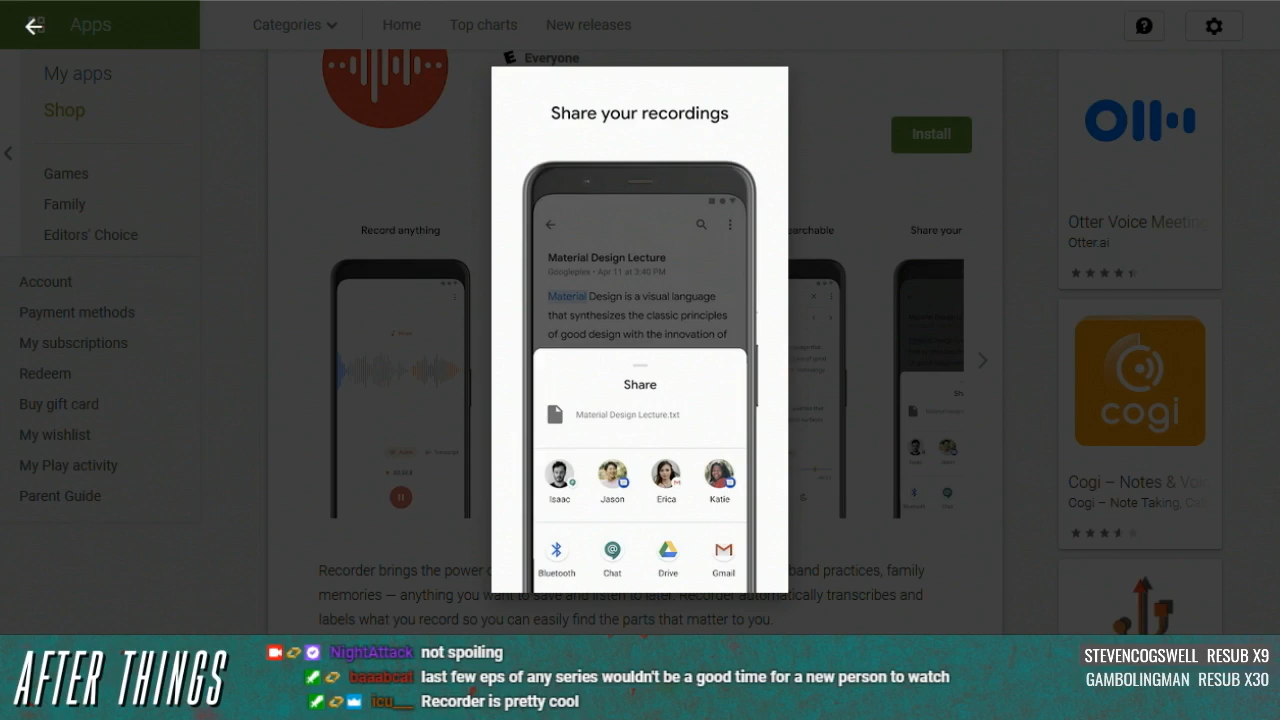 Apps
Categories
Home
Top charts
New releases
My apps
Shop
Games
Family
Editors' Choice
Account
Payment methods
My subscriptions
Redeem
Buy gift card
My wishlist
My Play activity
Parent Guide
Everyone
Install
Record anything
archable
Share your
Share your recordings
Material Design Lecture
Googleplex - Apr 11 at 3:40 PM
Material Design is a visual language
that synthesizes the classic principles
of good design with the innovation of
Share
Material Design Lecture.txt
Isaac
Jason
Erica
Katie
Bluetooth
Chat
Drive
Gmail
Otter Voice Meetin
Otter.ai
cogi
Cogi – Notes & Vo
Cogi – Note Taking, Ca
Recorder brings the power band practices, family
memories — anything you want to save and listen to later. Recorder automatically transcribes and
labels what you record so you can easily find the parts that matter to you.
AFTER THINGS
NightAttack not spoiling
baaabcat last few eps of any series wouldn't be a good time for a new person to watch
icu__ Recorder is pretty cool
STEVENCOGSWELL RESUB X9
GAMBOLINGMAN RESUB X30